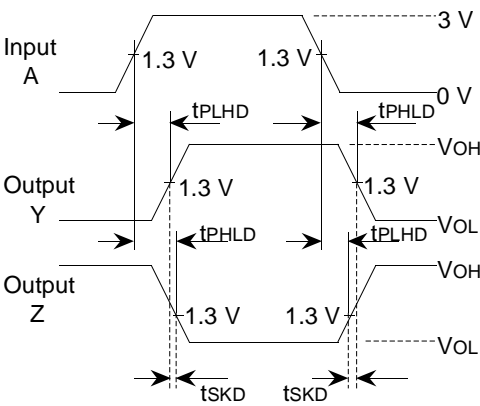 3 V
Input
A
1.3 V
1.3 V
0 V
tPLHD
tPHLD
VOH
Output
Y
1.3 V
1.3 V
VOL
tPHLD
tPLHD
VOH
Output
Z
1.3 V
1.3 V
VOL
tSKD
tSKD